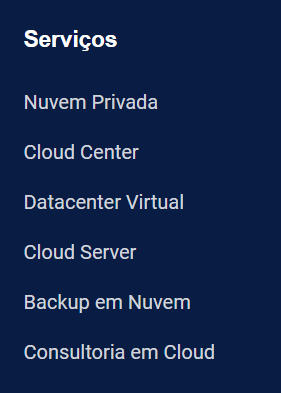 Serviços
Nuvem Privada
Cloud Center
Datacenter Virtual
Cloud Server
Backup em Nuvem
Consultoria em Cloud